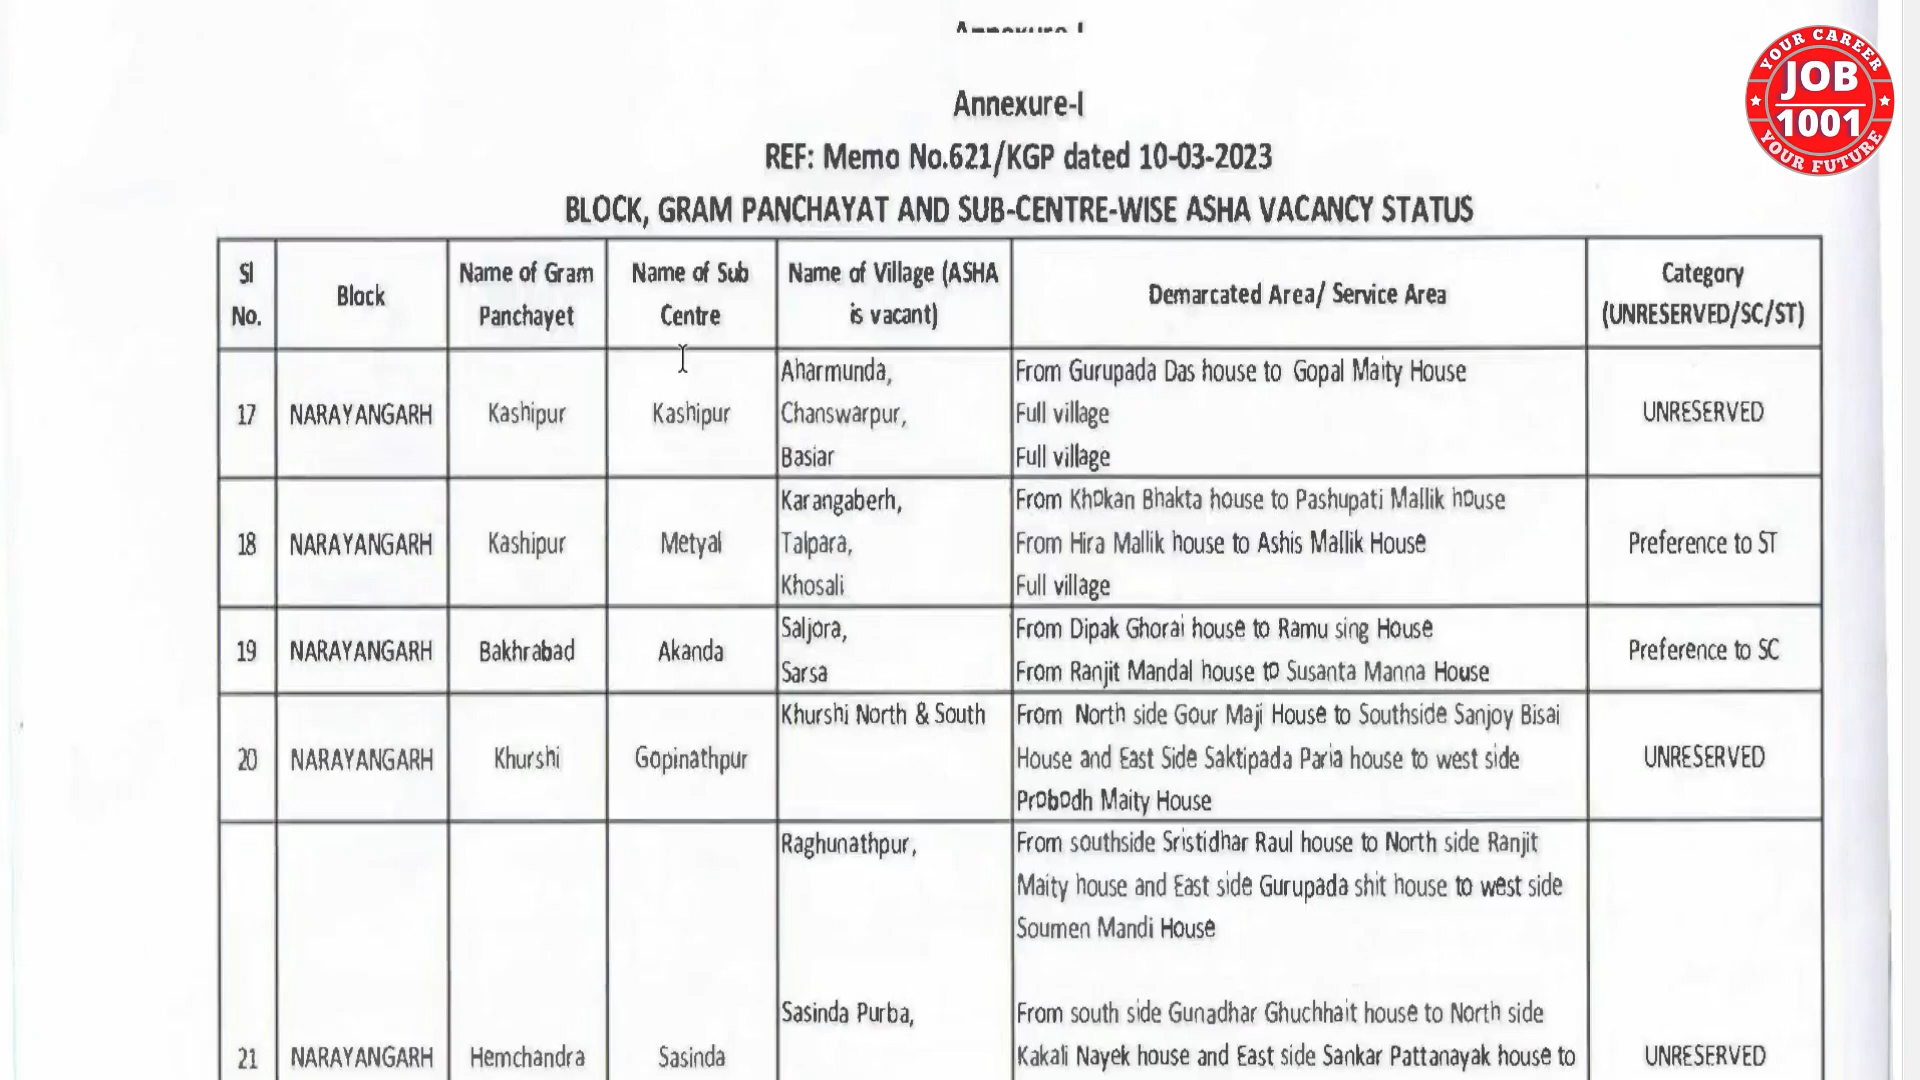 Annexure-I
Annexure-I
REF: Memo No.621/KGP dated 10-03-2023
BLOCK, GRAM PANCHAYAT AND SUB-CENTRE-WISE ASHA VACANCY STATUS
Sl No. Block Name of Gram Panchayet Name of Sub Centre Name of Village (ASHA is vacant) Demarcated Area/ Service Area Category (UNRESERVED/SC/ST)
Aharmunda, From Gurupada Das house to Gopal Maity House
17 NARAYANGARH Kashipur Kashipur Chanswarpur, Full village UNRESERVED
Basiar Full village
Karangaberh, From Khokan Bhakta house to Pashupati Mallik house
18 NARAYANGARH Kashipur Metyal Talpara, From Hira Mallik house to Ashis Mallik House Preference to ST
Khosali Full village
Saljora, From Dipak Ghorai house to Ramu sing House
19 NARAYANGARH Bakhrabad Akanda Preference to SC
Sarsa From Ranjit Mandal house to Susanta Manna House
Khurshi North & South From North side Gour Maji House to Southside Sanjoy Bisai
20 NARAYANGARH Khurshi Gopinathpur House and East Side Saktipada Paria house to west side UNRESERVED
Probodh Maity House
Raghunathpur, From southside Sristidhar Raul house to North side Ranjit
Maity house and East side Gurupada shit house to west side
Soumen Mandi House
Sasinda Purba, From south side Gunadhar Ghuchhait house to North side
21 NARAYANGARH Hemchandra Sasinda Kakali Nayek house and East side Sankar Pattanayak house to UNRESERVED
YOUR CAREER
JOB
1001
YOUR FUTURE